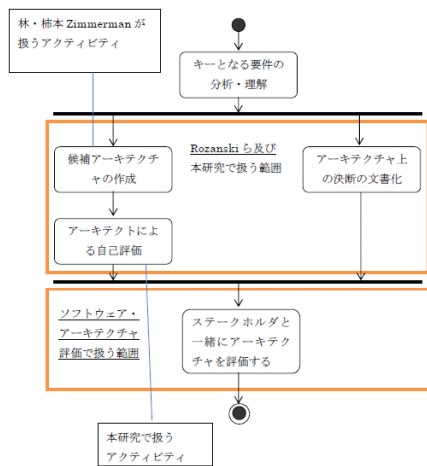 林・柿本 Zimmerman が
扱うアクティビティ
キーとなる要件の
分析・理解
候補アーキテクチ
ャの作成
Rozanski ら及び
本研究で扱う範囲
アーキテクチャ上
の決断の文書化
アーキテクトによ
る自己評価
ソフトウェア・
アーキテクチャ
評価で扱う範囲
ステークホルダと
一緒にアーキテク
チャを評価する
本研究で扱う
アクティビティ